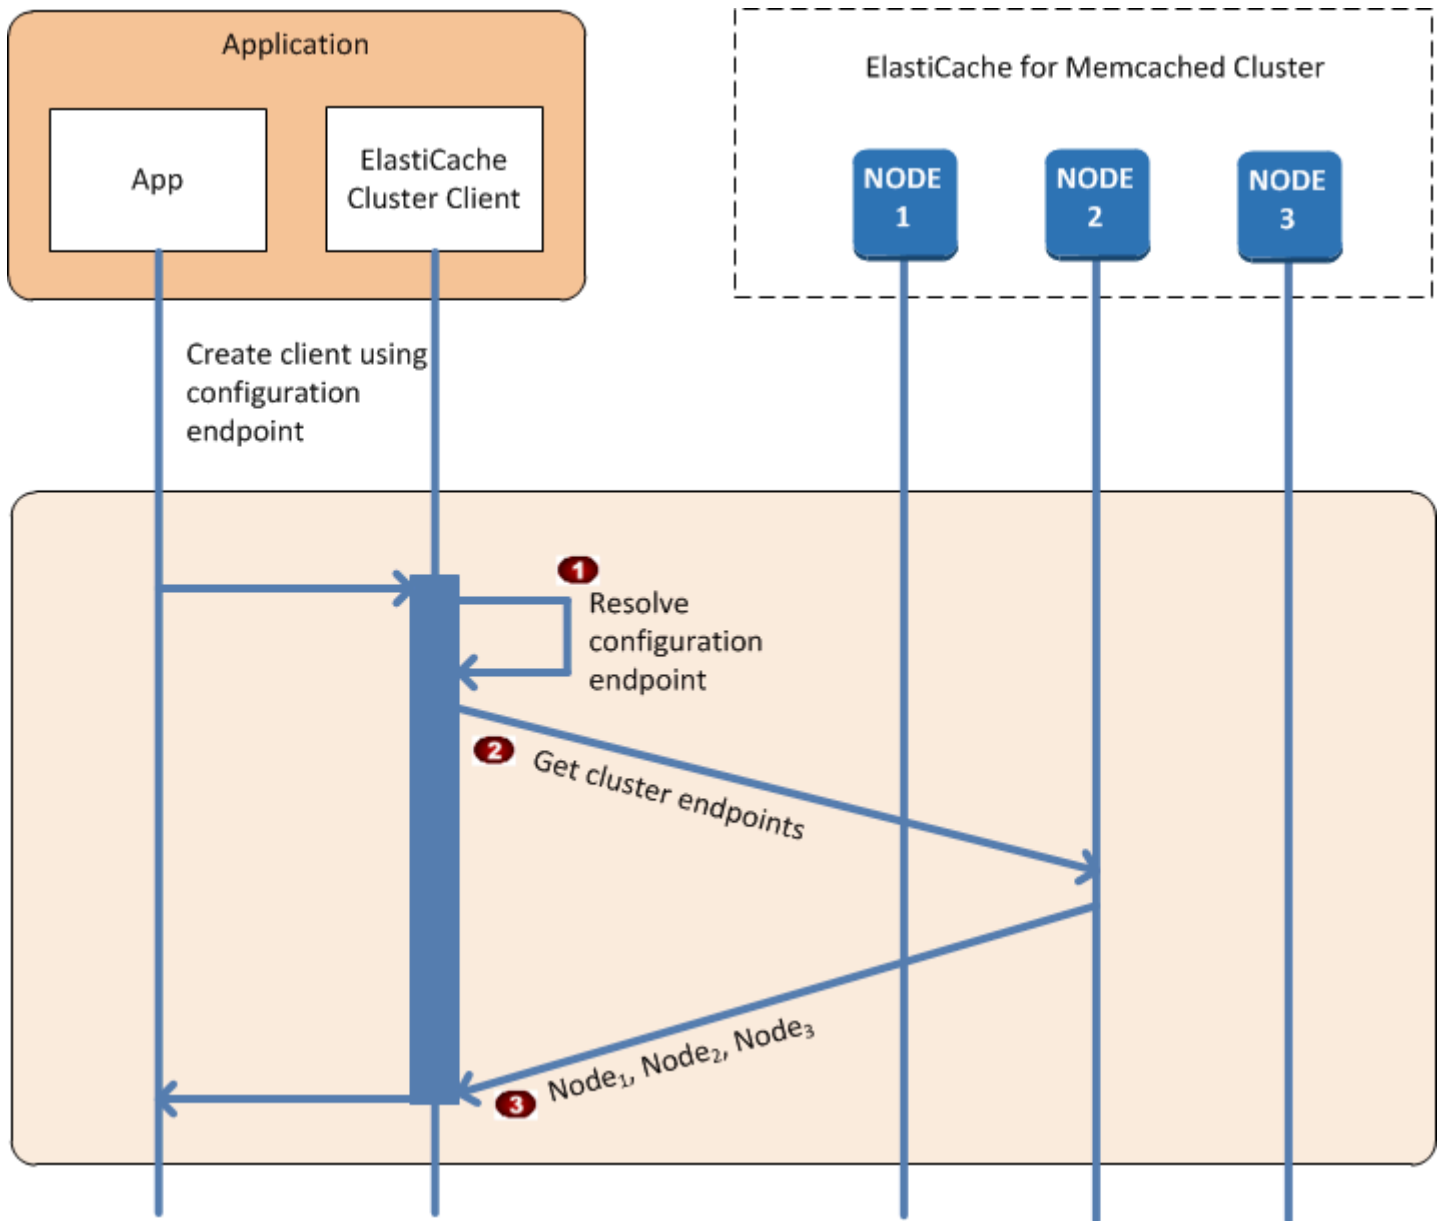 Application
App
ElastiCache
Cluster Client
ElastiCache for Memcached Cluster
NODE
1
NODE
2
NODE
3
Create client using
configuration
endpoint
1
Resolve
configuration
endpoint
2 Get cluster endpoints
3 Node₁, Node₂, Node₃